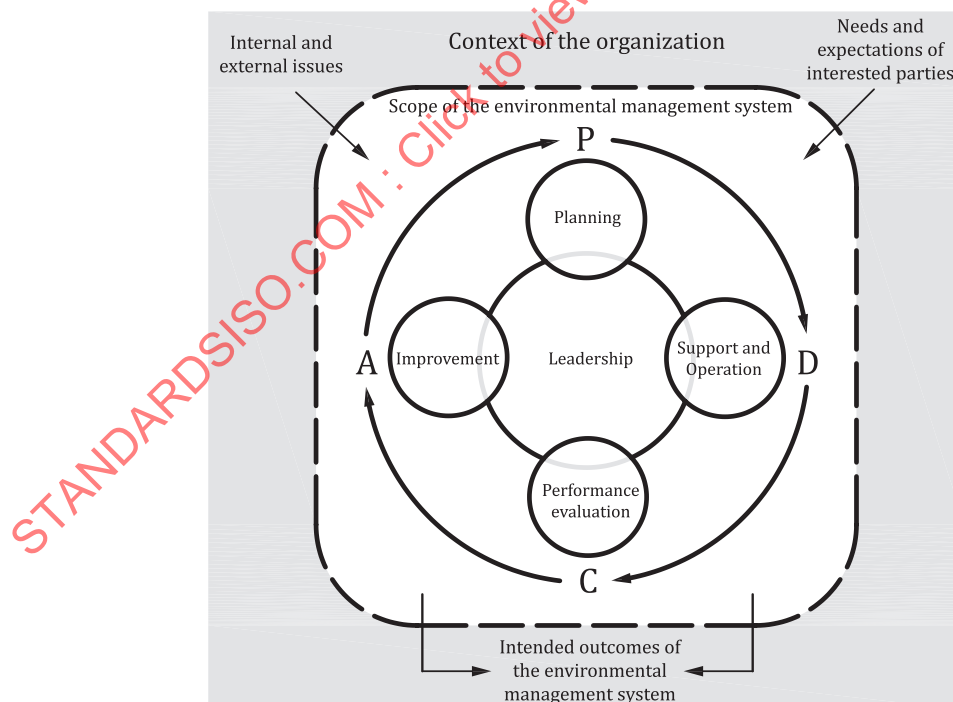 Internal and
external issues
Context of the organization
Needs and
expectations of
interested parties
Scope of the environmental management system
P
Planning
A
Improvement
Leadership
Support and
Operation
D
Performance
evaluation
C
Intended outcomes of
the environmental
management system
STANDARDSISO.COM : Click to view